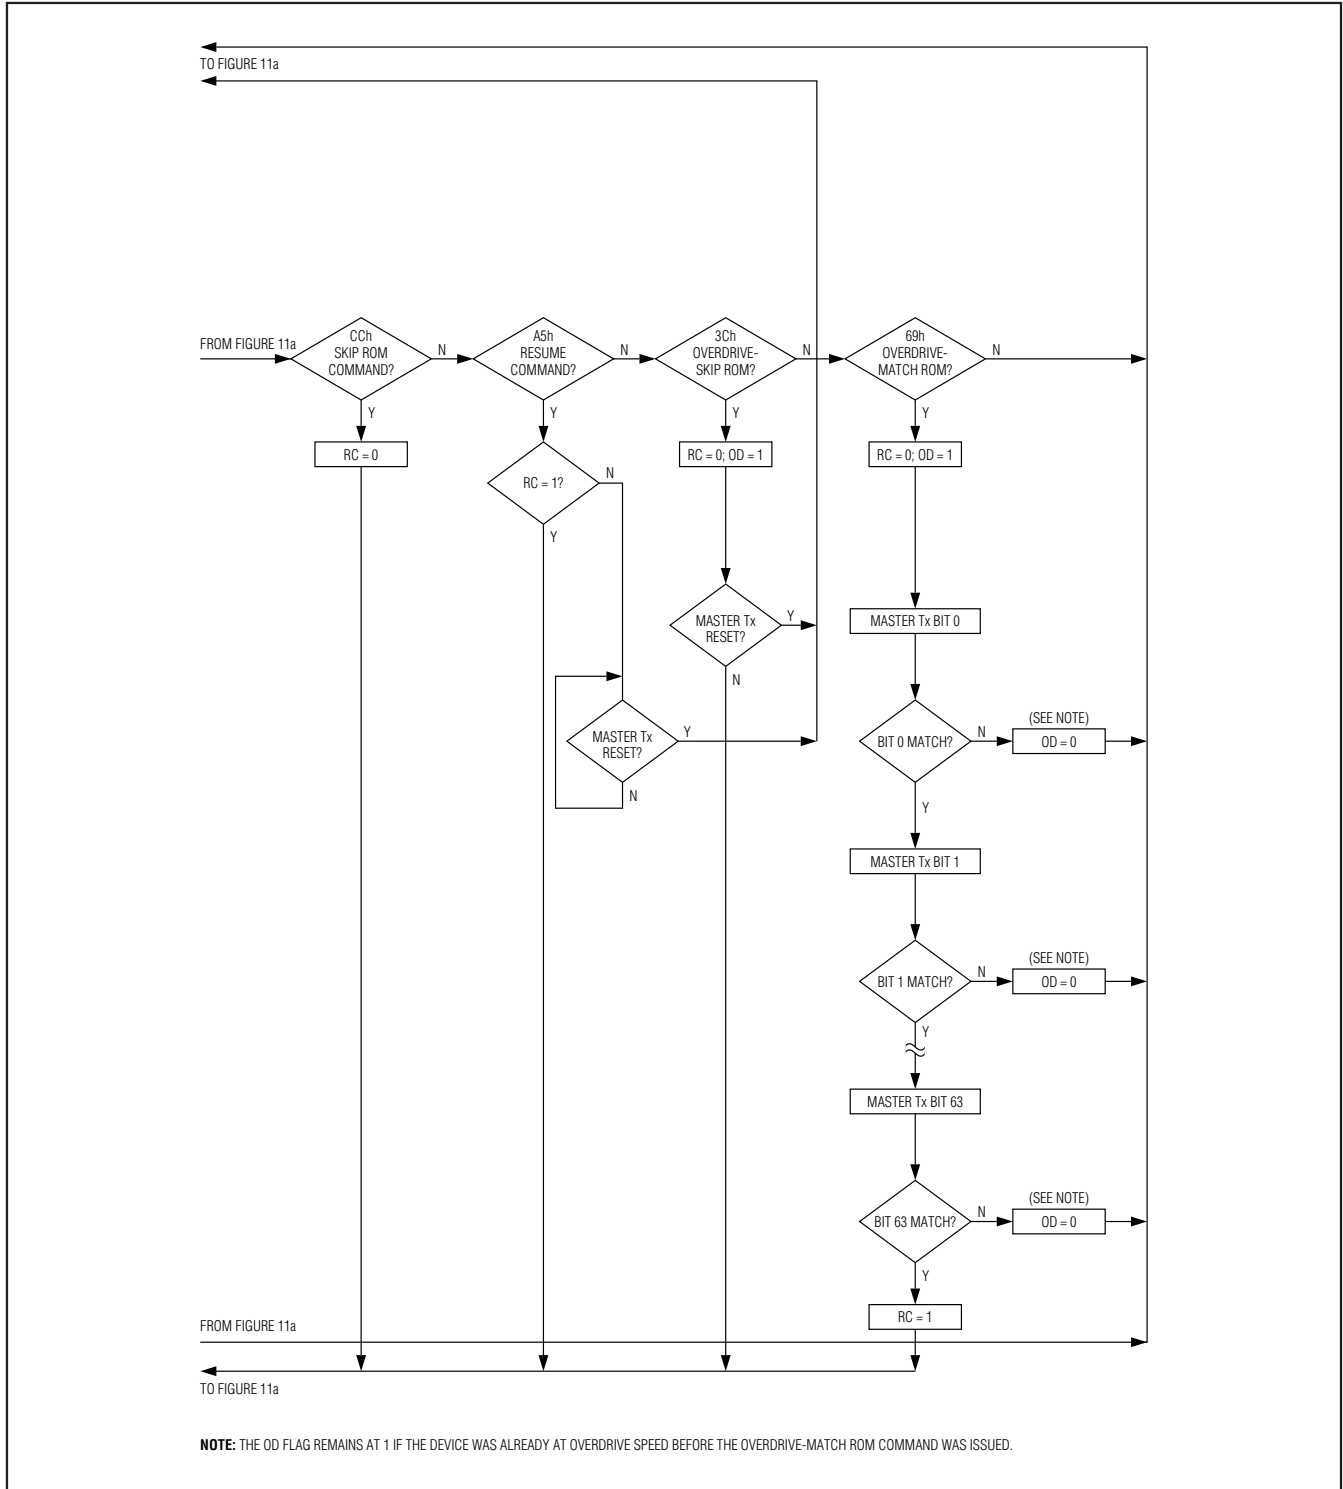 TO FIGURE 11a
FROM FIGURE 11a
CCh
SKIP ROM
COMMAND?
N
A5h
RESUME
COMMAND?
N
3Ch
OVERDRIVE-
SKIP ROM?
N
69h
OVERDRIVE-
MATCH ROM?
N
Y
Y
Y
Y
RC = 0
RC = 1?
N
Y
RC = 0; OD = 1
RC = 0; OD = 1
MASTER Tx
RESET?
Y
N
MASTER Tx BIT 0
MASTER Tx
RESET?
Y
N
BIT 0 MATCH?
N
(SEE NOTE)
OD = 0
Y
MASTER Tx BIT 1
BIT 1 MATCH?
N
(SEE NOTE)
OD = 0
Y
MASTER Tx BIT 63
BIT 63 MATCH?
N
(SEE NOTE)
OD = 0
Y
RC = 1
FROM FIGURE 11a
TO FIGURE 11a
NOTE: THE OD FLAG REMAINS AT 1 IF THE DEVICE WAS ALREADY AT OVERDRIVE SPEED BEFORE THE OVERDRIVE-MATCH ROM COMMAND WAS ISSUED.